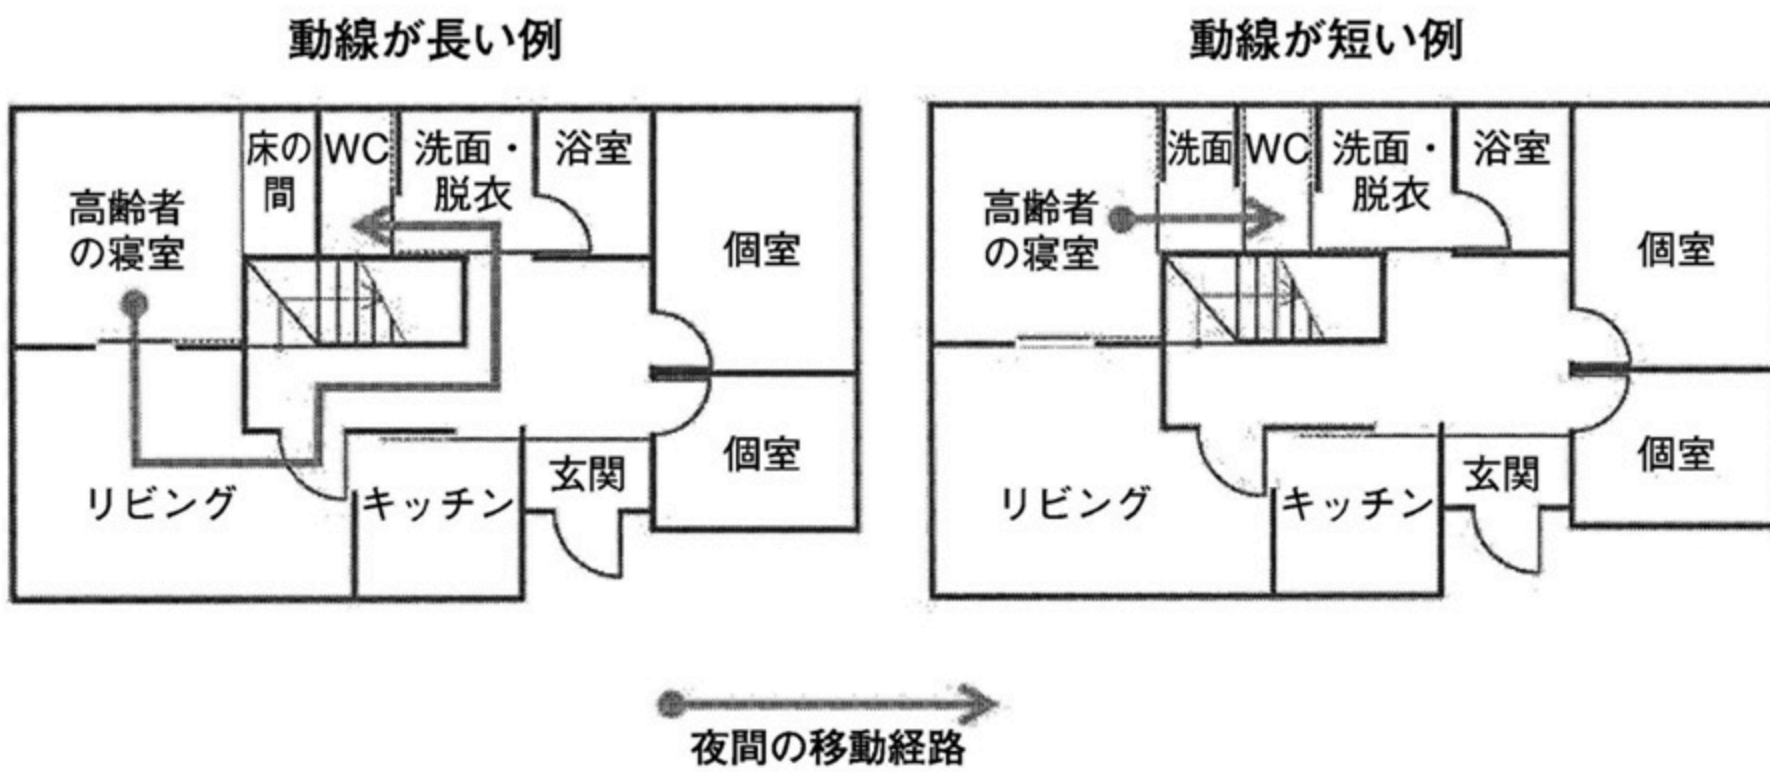 動線が長い例
床の間
WC
洗面・
脱衣
浴室
高齢者
の寝室
個室
リビング
キッチン
玄関
個室
動線が短い例
洗面
WC
洗面・
脱衣
浴室
高齢者
の寝室
個室
リビング
キッチン
玄関
個室
夜間の移動経路